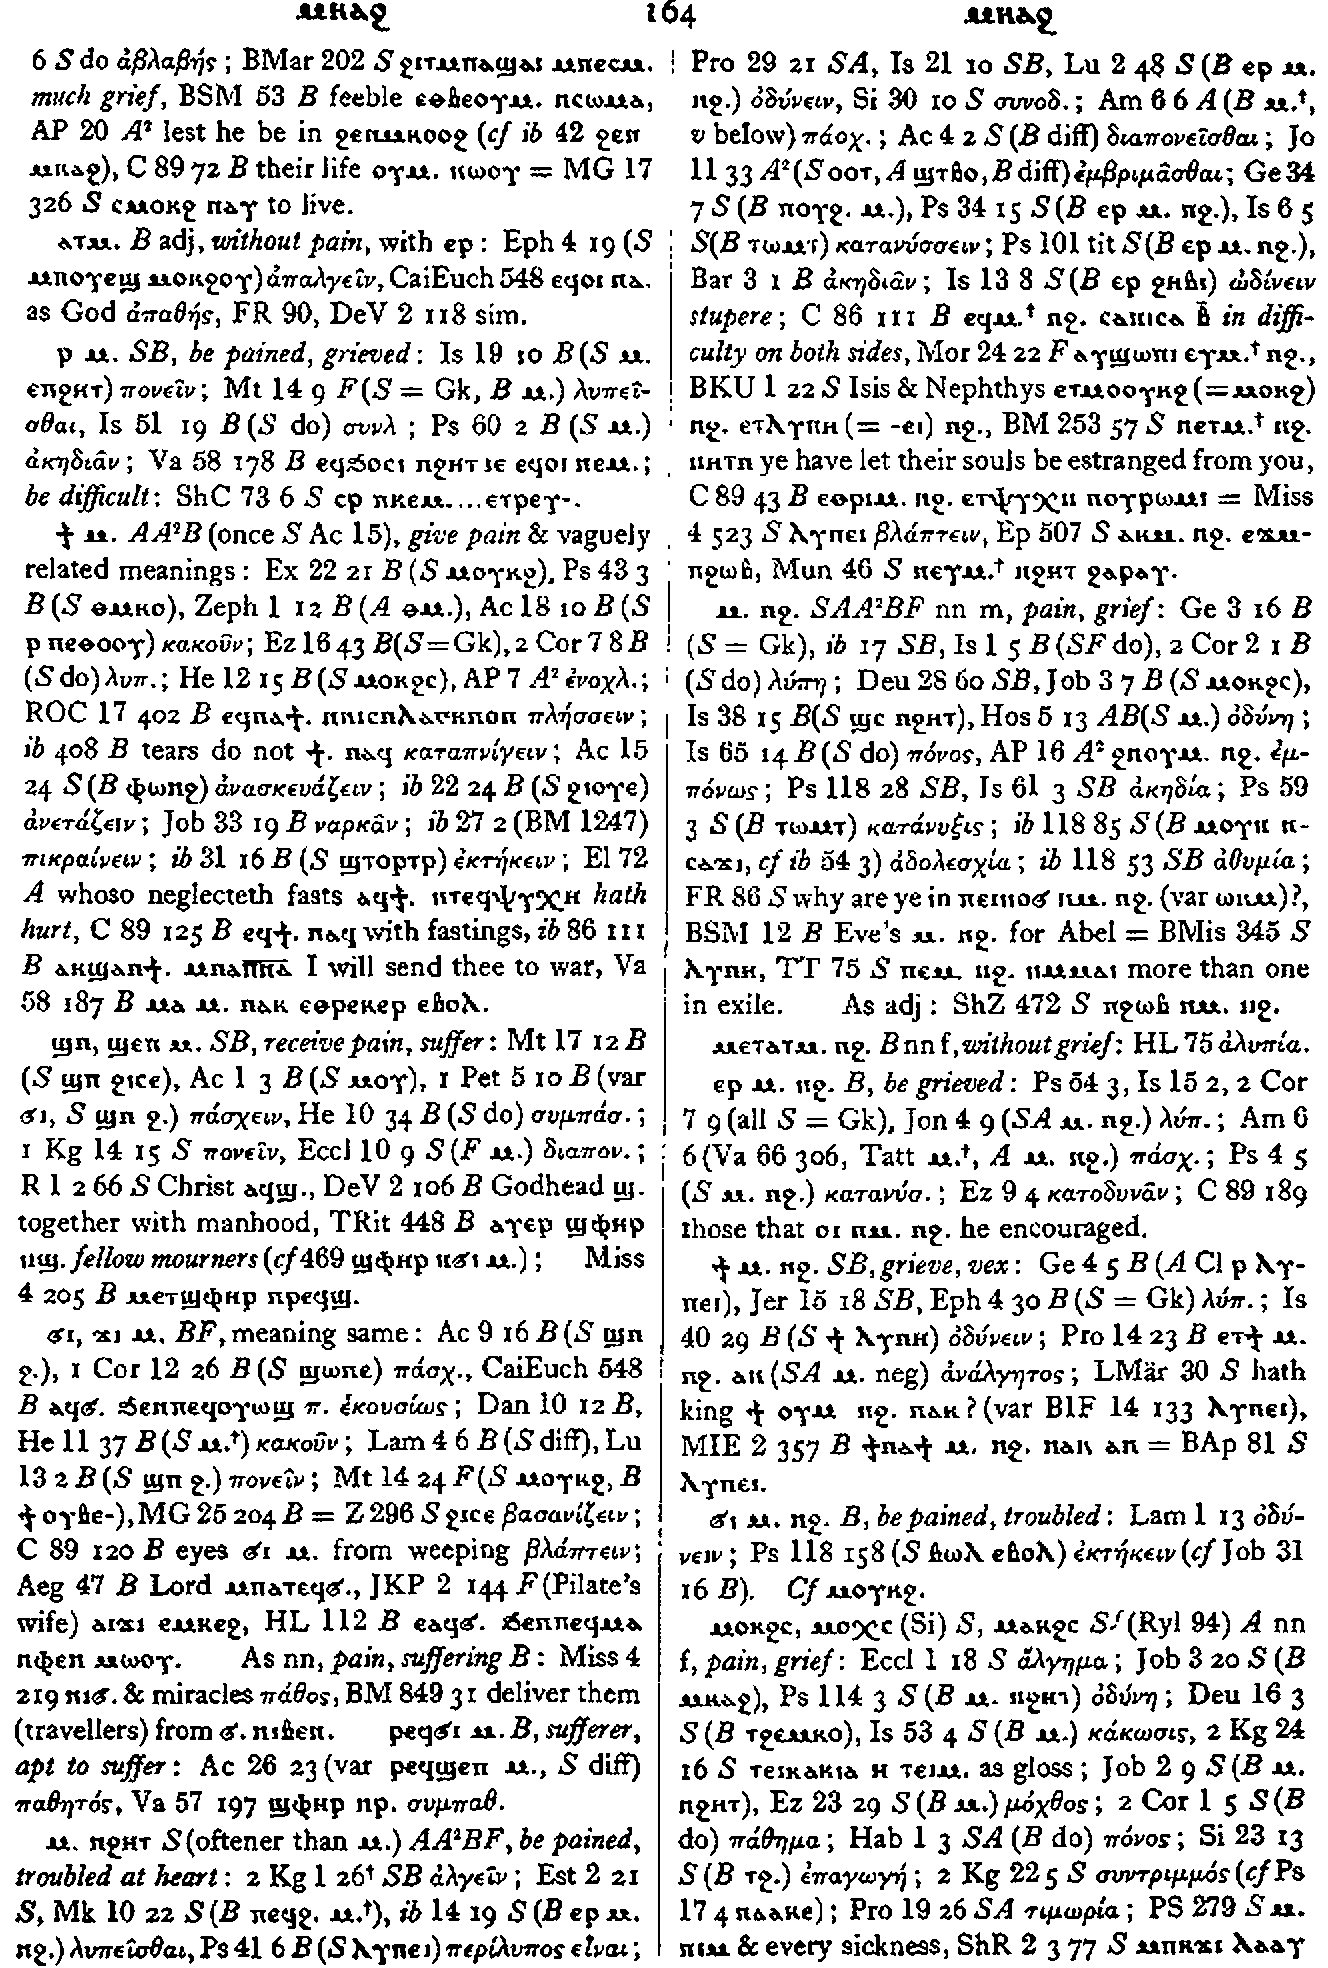 ⲙⲕⲁϩ 164 ⲙⲕⲁϩ
6 S do ἀβλαβής; BMar 202 S ϩⲓⲧⲙⲡⲁϣⲁⲓ ⲙⲡⲉⲥⲙ.
much grief, BSM 53 B feeble ⲉⲑⲃⲉⲟⲩⲙ. ⲛⲥⲱⲙⲁ,
AP 20 A² lest he be in ϩⲉⲛⲙⲕⲟⲟϩ (cf ib 42 ϩⲉⲛ
ⲙⲕⲁϩ), C 89 72 B their life ⲟⲩⲙ. ⲛⲱⲟⲩ = MG 17
326 S ⲥⲙⲟⲕϩ ⲛⲁⲩ to live.
ⲁⲧⲙ. B adj, without pain, with ⲉⲣ: Eph 4 19 (S
ⲙⲡⲟⲩⲉϣ ⲙⲟⲕϩⲟⲩ) ἀπαλγεῖν, CaiEuch 548 ⲉϥⲟⲓ ⲛⲁ.
as God ἀπαθής, FR 90, DeV 2 118 sim.
ⲣ ⲙ. SB, be pained, grieved: Is 19 10 B (S ⲙ.
ⲉⲡϩⲏⲧ) πονεῖν; Mt 14 9 F (S = Gk, B ⲙ.) λυπεῖ-
σθαι, Is 51 19 B (S do) συνλ ; Ps 60 2 B (S ⲙ.)
ἀκηδιᾶν; Va 58 178 B ⲉϥϧⲟⲥⲓ ⲛϩⲏⲧ ⲓⲉ ⲉϥⲟⲓ ⲛⲉⲙ.;
be difficult: ShC 73 6 S ⲉⲣ ⲛⲕⲉⲙ....ⲉⲧⲣⲉⲩ-.
ϯ ⲙ. AA²B (once S Ac 15), give pain & vaguely
related meanings: Ex 22 21 B (S ⲙⲟⲩⲕϩ), Ps 43 3
B (S ⲑⲙⲕⲟ), Zeph 1 12 B (A ⲑⲙ.), Ac 18 10 B (S
ⲣ ⲡⲉⲑⲟⲟⲩ) κακοῦν; Ez 16 43 B (S=Gk), 2 Cor 7 8 B
(S do) λυπ.; He 12 15 B (S ⲙⲟⲕϩⲥ), AP 7 A² ἐνοχλ.;
ROC 17 402 B ⲉϥⲛⲁϯ. ⲛⲛⲓⲥⲡⲗⲁⲅⲕⲛⲟⲛ πλήσσειν;
ib 408 B tears do not ϯ. ⲛⲁϥ καταπνίγειν; Ac 15
24 S (B ⲫⲱⲛϩ) ἀνασκευάζειν; ib 22 24 B (S ϩⲓⲟⲩⲉ)
ἀνετάζειν; Job 33 19 B ναρκᾶν; ib 27 2 (BM 1247)
πικραίνειν; ib 31 16 B (S ϣⲧⲟⲣⲧⲣ) ἐκτήκειν; El 72
A whoso neglecteth fasts ⲁϥϯ. ⲛⲧⲉϥⲯⲩⲭⲏ hath
hurt, C 89 125 B ⲉϥϯ. ⲛⲁϥ with fastings, ib 86 111
B ⲁⲕϣⲁⲛϯ. ⲙⲡⲁⲡⲛ̅ⲁ̅ I will send thee to war, Va
58 187 B ⲙⲁ ⲙ. ⲛⲁⲕ ⲉⲑⲣⲉⲕⲉⲣ ⲉⲃⲟⲗ.
ϣⲡ, ϣⲉⲡ ⲙ. SB, receive pain, suffer: Mt 17 12 B
(S ϣⲡ ϩⲓⲥⲉ), Ac 1 3 B (S ⲙⲟⲩ), 1 Pet 5 10 B (var
ϭⲓ, S ϣⲡ ϩ.) πάσχειν, He 10 34 B (S do) συμπάσ.;
1 Kg 14 15 S πονεῖν, Eccl 10 9 S (F ⲙ.) διαπον.;
R 1 2 66 S Christ ⲁϥϣ., DeV 2 106 B Godhead ϣ.
together with manhood, TRit 448 B ⲁⲩⲉⲣ ϣⲫⲏⲣ
ⲛϣ. fellow mourners (cf 469 ϣⲫⲏⲣ ⲛϭⲓ ⲙ.); Miss
4 205 B ⲙⲉⲧϣⲫⲏⲣ ⲛⲣⲉϥϣ.
ϭⲓ, ϫⲓ ⲙ. BF, meaning same: Ac 9 16 B (S ϣⲡ
ϩ.), 1 Cor 12 26 B (S ϣⲱⲡⲉ) πάσχ., CaiEuch 548
B ⲁϥϭ. ϧⲉⲛⲡⲉϥⲟⲩⲱϣ π. ἑκουσίως; Dan 10 12 B,
He 11 37 B (S ⲙ.†) κακοῦν; Lam 4 6 B (S diff), Lu
13 2 B (S ϣⲡ ϩ.) πονεῖν; Mt 14 24 F (S ⲙⲟⲩⲕϩ, B
ϯ ⲟⲩⲃⲉ-), MG 25 204 B = Z 296 S ϩⲓⲥⲉ βασανίζειν;
C 89 120 B eyes ϭⲓ ⲙ. from weeping βλάπτειν;
Aeg 47 B Lord ⲙⲡⲁⲧⲉϥϭ., JKP 2 144 F (Pilate's
wife) ⲁⲓϫⲓ ⲉⲙⲕⲉϩ, HL 112 B ⲉⲁϥϭ. ϧⲉⲛⲡⲉϥⲙⲁ
ⲛⲫⲉⲛ ⲙⲱⲟⲩ. As nn, pain, suffering B: Miss 4
219 ⲛⲓϭ. & miracles πάθος, BM 849 31 deliver them
(travellers) from ϭ. ⲛⲓⲃⲉⲛ. ⲣⲉϥϭⲓ ⲙ. B, sufferer,
apt to suffer: Ac 26 23 (var ⲣⲉϥϣⲉⲡ ⲙ., S diff)
παθητός, Va 57 197 ϣⲫⲏⲣ ⲛⲣ. συμπαθ.
ⲙ. ⲛϩⲏⲧ S (oftener than ⲙ.) AA²BF, be pained,
troubled at heart: 2 Kg 1 26† SB ἀλγεῖν; Est 2 21
S, Mk 10 22 S (B ⲡⲉϥϩ. ⲙ.†), ib 14 19 S (B ⲉⲣ ⲙ.
ⲛϩ.) λυπεῖσθαι, Ps 41 6 B (S ⲗⲩⲡⲉⲓ) περίλυπος εἶναι;
Pro 29 21 SA, Is 21 10 SB, Lu 2 48 S (B ⲉⲣ ⲙ.
ⲛϩ.) ὀδύνειν, Si 30 10 S συνοδ.; Am 6 6 A (B ⲙ.†,
v below) πάσχ.; Ac 4 2 S (B diff) διαπονεῖσθαι; Jo
11 33 A² (S ⲟⲟⲧ, A ϣⲧⲃⲟ, B diff) ἐμβριμᾶσθαι; Ge 34
7 S (B ⲡⲟⲩϩ. ⲙ.), Ps 34 15 S (B ⲉⲣ ⲙ. ⲛϩ.), Is 6 5
S (B ⲧⲱⲙⲧ) κατανύσσειν; Ps 101 tit S (B ⲉⲣ ⲙ. ⲛϩ.),
Bar 3 1 B ἀκηδιᾶν; Is 13 8 S (B ⲉⲣ ϩⲏⲃⲓ) ὠδίνειν
stupere; C 86 111 B ⲉϥⲙ.† ⲛϩ. ⲥⲁⲡⲓⲥⲁ ⲃ̅ in diffi-
culty on both sides, Mor 24 22 F ⲁⲩϣⲱⲡⲓ ⲉⲩⲙ.† ⲛϩ.,
BKU 1 22 S Isis & Nephthys ⲉⲧⲙⲟⲟⲩⲕϩ (=ⲙⲟⲕϩ)
ⲛϩ. ⲉⲧⲗⲩⲡⲏ (= -ⲉⲓ) ⲛϩ., BM 253 57 S ⲡⲉⲧⲙ.† ⲛϩ.
ⲛⲏⲧⲛ ye have let their souls be estranged from you,
C 89 43 B ⲉⲑⲣⲓⲙ. ⲛϩ. ⲉⲧⲯⲩⲭⲏ ⲛⲟⲩⲣⲱⲙⲓ = Miss
4 523 S ⲗⲩⲡⲉⲓ βλάπτειν, Ep 507 S ⲁⲕⲙ. ⲛϩ. ⲉϫⲙ-
ⲡϩⲱⲃ, Mun 46 S ⲛⲉⲩⲙ.† ⲛϩⲏⲧ ϩⲁⲣⲁⲩ.
ⲙ. ⲛϩ. SAA²BF nn m, pain, grief: Ge 3 16 B
(S = Gk), ib 17 SB, Is 1 5 B (SF do), 2 Cor 2 1 B
(S do) λύπη; Deu 28 60 SB, Job 3 7 B (S ⲙⲟⲕϩⲥ),
Is 38 15 B (S ϣⲥ ⲛϩⲏⲧ), Hos 5 13 AB (S ⲙ.) ὀδύνη;
Is 65 14 B (S do) πόνος, AP 16 A² ϩⲛⲟⲩⲙ. ⲛϩ. ἐμ-
πόνως; Ps 118 28 SB, Is 61 3 SB ἀκηδία; Ps 59
3 S (B ⲧⲱⲙⲧ) κατάνυξις; ib 118 85 S (B ⲙⲟⲩⲛ ⲛ-
ⲥⲁϫⲓ, cf ib 54 3) ἀδολεσχία; ib 118 53 SB ἀθυμία;
FR 86 S why are ye in ⲡⲉⲓⲛⲟϭ ⲙⲙ. ⲛϩ. (var ⲱⲕⲙ)?,
BSM 12 B Eve's ⲙ. ⲛϩ. for Abel = BMis 345 S
ⲗⲩⲡⲏ, TT 75 S ⲡⲉⲙ. ⲛϩ. ⲛⲙⲙⲁⲓ more than one
in exile. As adj: ShZ 472 S ⲛϩⲱⲃ ⲛⲙ. ⲛϩ.
ⲙⲉⲧⲁⲧⲙ. ⲛϩ. B nn f, without grief: HL 75 ἀλυπία.
ⲉⲣ ⲙ. ⲛϩ. B, be grieved: Ps 54 3, Is 15 2, 2 Cor
7 9 (all S = Gk), Jon 4 9 (SA ⲙ. ⲛϩ.) λύπ.; Am 6
6 (Va 66 306, Tatt ⲙ.†, A ⲙ. ⲛϩ.) πάσχ.; Ps 4 5
(S ⲙ. ⲛϩ.) κατανύσ.; Ez 9 4 κατοδυνᾶν; C 89 189
those that ⲟⲓ ⲛⲙ. ⲛϩ. he encouraged.
ϯ ⲙ. ⲛϩ. SB, grieve, vex: Ge 4 5 B (A Cl ⲣ ⲗⲩ-
ⲡⲉⲓ), Jer 15 18 SB, Eph 4 30 B (S = Gk) λύπ.; Is
40 29 B (S ϯ ⲗⲩⲡⲏ) ὀδύνειν; Pro 14 23 B ⲉⲧϯ ⲙ.
ⲛϩ. ⲁⲛ (SA ⲙ. neg) ἀνάλγητος; LMär 30 S hath
king ϯ ⲟⲩⲙ ⲛϩ. ⲛⲁⲕ? (var BIF 14 133 ⲗⲩⲡⲉⲓ),
MIE 2 357 B ϯⲛⲁϯ ⲙ. ⲛϩ. ⲛⲁⲕ ⲁⲛ = BAp 81 S
ⲗⲩⲡⲉⲓ.
ϭⲓ ⲙ. ⲛϩ. B, be pained, troubled: Lam 1 13 ὀδύ-
νειν; Ps 118 158 (S ⲃⲱⲗ ⲉⲃⲟⲗ) ἐκτήκειν (cf Job 31
16 B). Cf ⲙⲟⲩⲕϩ.
ⲙⲟⲕϩⲥ, ⲙⲟⲭⲥ (Si) S, ⲙⲁⲕϩⲥ Sᶠ (Ryl 94) A nn
f, pain, grief: Eccl 1 18 S ἄλγημα; Job 3 20 S (B
ⲙⲕⲁϩ), Ps 114 3 S (B ⲙ. ⲛϩⲏⲧ) ὀδύνη; Deu 16 3
S (B ⲧϩⲉⲙⲕⲟ), Is 53 4 S (B ⲙ.) κάκωσις, 2 Kg 24
16 S ⲧⲉⲓⲕⲁⲕⲓⲁ ⲏ ⲧⲉⲓⲙ. as gloss; Job 2 9 S (B ⲙ.
ⲛϩⲏⲧ), Ez 23 29 S (B ⲙ.) μόχθος; 2 Cor 1 5 S (B
do) πάθημα; Hab 1 3 SA (B do) πόνος; Si 23 13
S (B ⲧϩ.) ἐπαγωγή; 2 Kg 22 5 S συντριμμός (cf Ps
17 4 ⲛⲁⲁⲕⲉ); Pro 19 26 SA τιμωρία; PS 279 S ⲙ.
ⲛⲓⲙ & every sickness, ShR 2 3 77 S ⲙⲡⲕϫⲓ ⲗⲁⲁⲩ